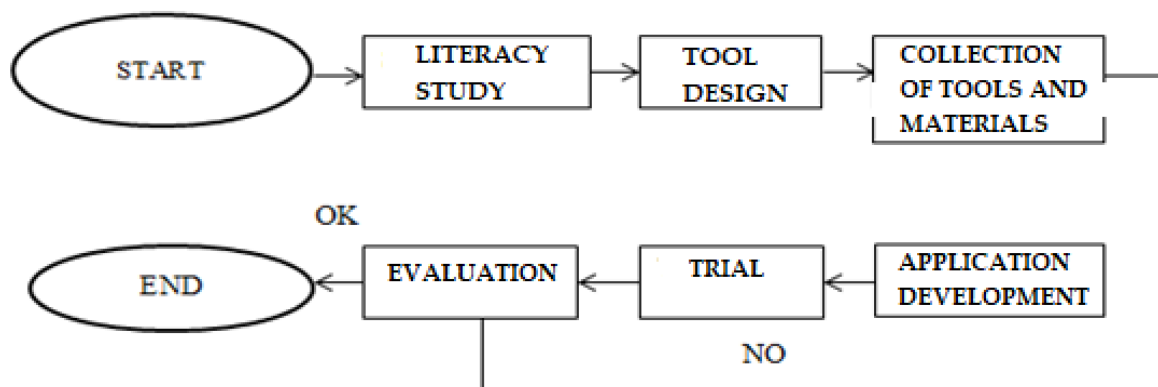 START
LITERACY
STUDY
TOOL
DESIGN
COLLECTION
OF TOOLS AND
MATERIALS
OK
END
EVALUATION
TRIAL
APPLICATION
DEVELOPMENT
NO